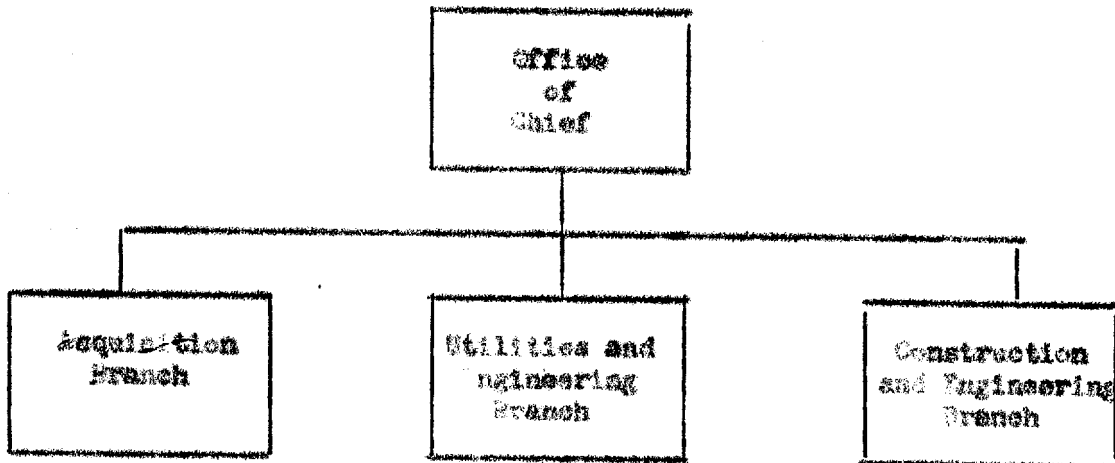 Office
of
Chief
Acquisition
Branch
Utilities and
Engineering
Branch
Construction
and Engineering
Branch